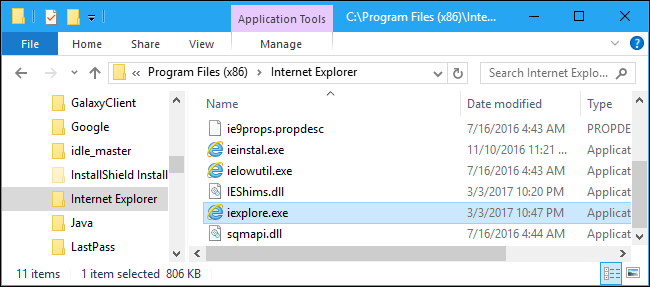 Application Tools
C:\Program Files (x86)\Inte...
File
Home
Share
View
Manage
Program Files (x86) Internet Explorer
Search Internet Explo...
GalaxyClient
Google
idle_master
InstallShield Install
Internet Explorer
Java
LastPass
Name Date modified Type
ie9props.propdesc 7/16/2016 4:43 AM PROPDE
ieinstal.exe 11/10/2016 11:21 ... Applicat
ielowutil.exe 7/16/2016 4:43 AM Applicat
IEShims.dll 3/3/2017 10:20 PM Applicat
iexplore.exe 3/3/2017 10:47 PM Applicat
sqmapi.dll 7/16/2016 4:44 AM Applicat
11 items 1 item selected 806 KB